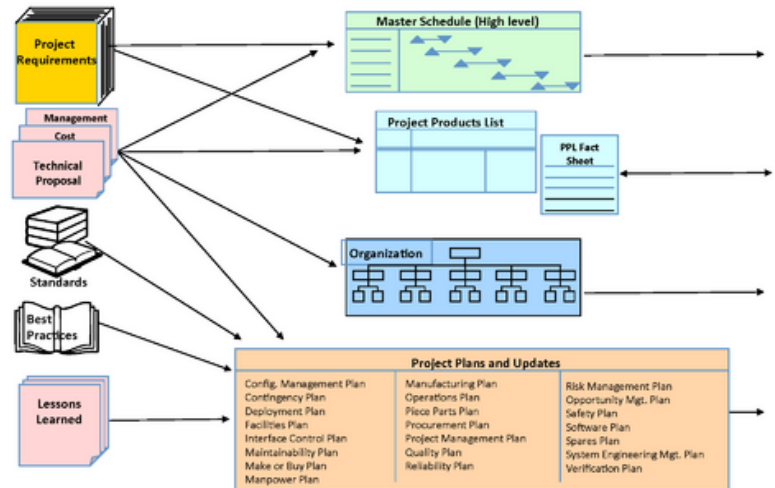 Project
Requirements
Management
Cost
Technical
Proposal
Standards
Best
Practices
Lessons
Learned
Master Schedule (High level)
Project Products List
PPL Fact
Sheet
Organization
Project Plans and Updates
Config. Management Plan
Contingency Plan
Deployment Plan
Facilities Plan
Interface Control Plan
Maintainability Plan
Make or Buy Plan
Manpower Plan
Manufacturing Plan
Operations Plan
Piece Parts Plan
Procurement Plan
Project Management Plan
Quality Plan
Reliability Plan
Risk Management Plan
Opportunity Mgt. Plan
Safety Plan
Software Plan
Spares Plan
System Engineering Mgt. Plan
Verification Plan